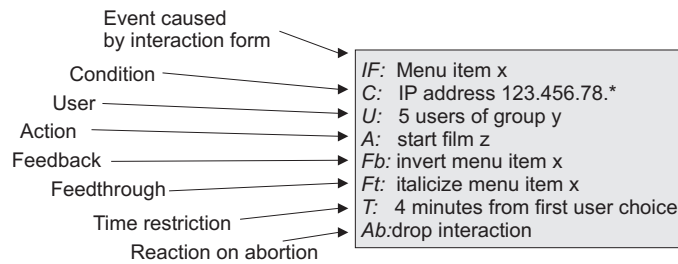 Event caused
by interaction form
Condition
User
Action
Feedback
Feedthrough
Time restriction
Reaction on abortion
IF: Menu item x
C: IP address 123.456.78.*
U: 5 users of group y
A: start film z
Fb: invert menu item x
Ft: italicize menu item x
T: 4 minutes from first user choice
Ab:drop interaction